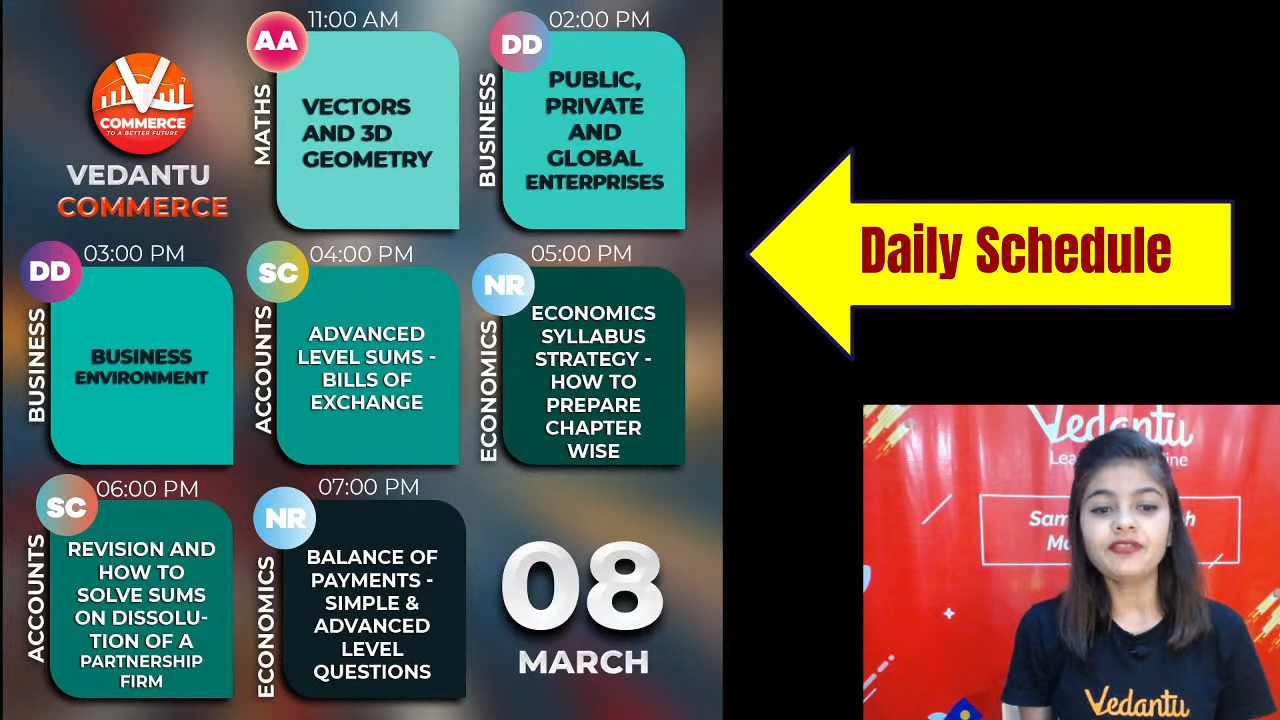 11:00 AM
AA
MATHS
VECTORS
AND 3D
GEOMETRY
02:00 PM
DD
BUSINESS
PUBLIC,
PRIVATE
AND
GLOBAL
ENTERPRISES
COMMERCE
TO A BETTER FUTURE
VEDANTU
COMMERCE
03:00 PM
DD
BUSINESS
BUSINESS
ENVIRONMENT
04:00 PM
SC
ACCOUNTS
ADVANCED
LEVEL SUMS -
BILLS OF
EXCHANGE
05:00 PM
NR
ECONOMICS
ECONOMICS
SYLLABUS
STRATEGY -
HOW TO
PREPARE
CHAPTER
WISE
Daily Schedule
06:00 PM
SC
ACCOUNTS
REVISION AND
HOW TO
SOLVE SUMS
ON DISSOLU-
TION OF A
PARTNERSHIP
FIRM
07:00 PM
NR
ECONOMICS
BALANCE OF
PAYMENTS -
SIMPLE &
ADVANCED
LEVEL
QUESTIONS
08
MARCH
Vedantu
Vedantu